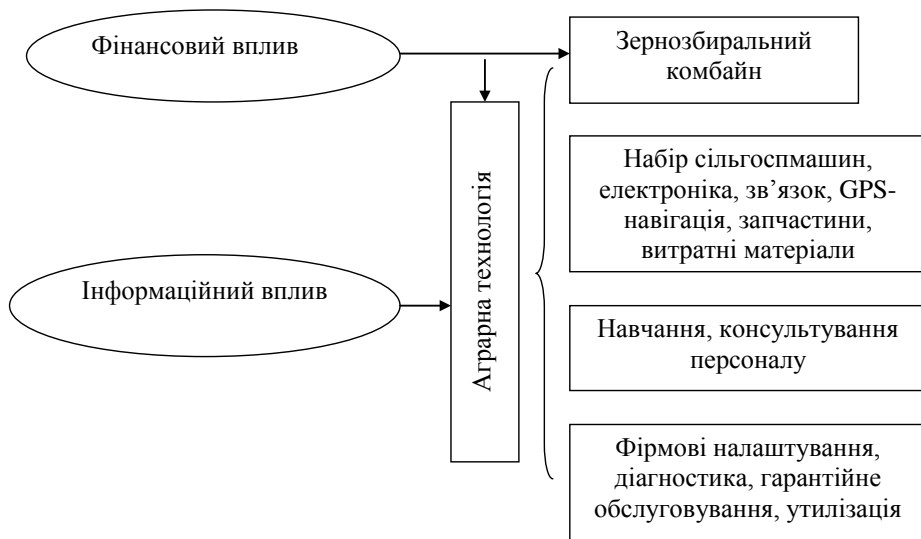 Фінансовий вплив
Зернозбиральний
комбайн
Набір сільгоспмашин,
електроніка, зв’язок, GPS-
навігація, запчастини,
витратні матеріали
Інформаційний вплив
Аграрна технологія
Навчання, консультування
персоналу
Фірмові налаштування,
діагностика, гарантійне
обслуговування, утилізація